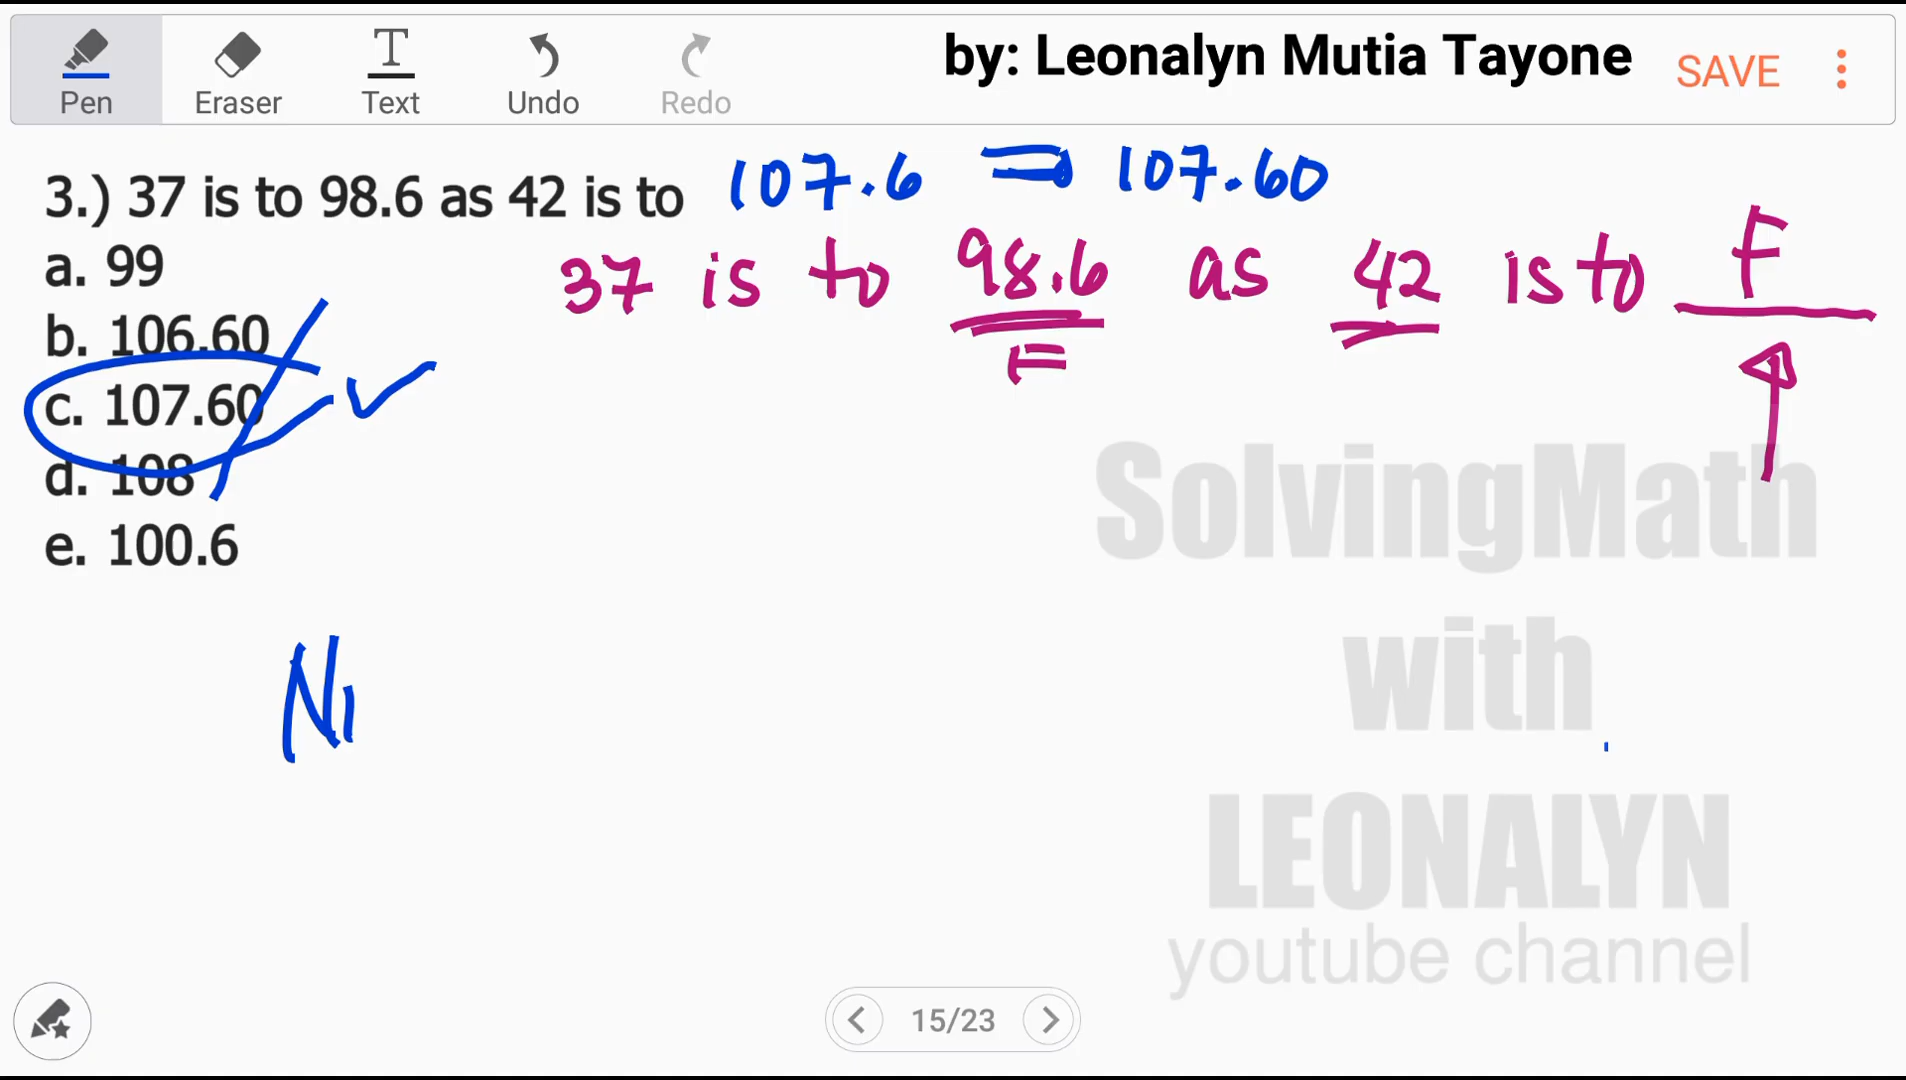 Pen
Eraser
Text
Undo
Redo
by: Leonalyn Mutia Tayone
SAVE
3.) 37 is to 98.6 as 42 is to 107.6 = 107.60
37 is to 98.6 as 42 is to F
F
a. 99
b. 106.60
c. 107.60
d. 108
e. 100.6
SolvingMath
with
LEONALYN
youtube channel
15/23